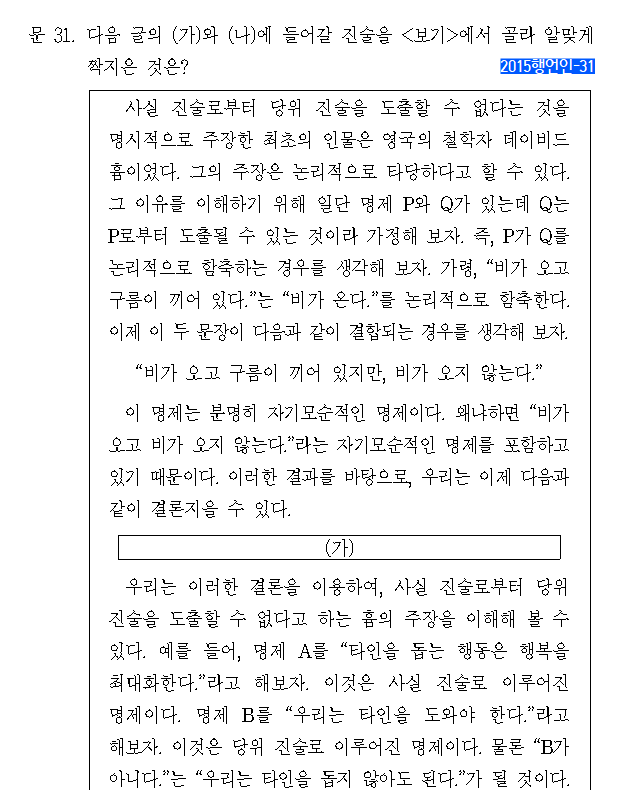 문 31. 다음 글의 (가)와 (나)에 들어갈 진술을 <보기>에서 골라 알맞게
짝지은 것은?
2015행언인-31
사실 진술로부터 당위 진술을 도출할 수 없다는 것을
명시적으로 주장한 최초의 인물은 영국의 철학자 데이비드
흄이었다. 그의 주장은 논리적으로 타당하다고 할 수 있다.
그 이유를 이해하기 위해 일단 명제 P와 Q가 있는데 Q는
P로부터 도출될 수 있는 것이라 가정해 보자. 즉, P가 Q를
논리적으로 함축하는 경우를 생각해 보자. 가령, “비가 오고
구름이 끼어 있다.”는 “비가 온다.”를 논리적으로 함축한다.
이제 이 두 문장이 다음과 같이 결합되는 경우를 생각해 보자.
“비가 오고 구름이 끼어 있지만, 비가 오지 않는다.”
이 명제는 분명히 자기모순적인 명제이다. 왜냐하면 “비가
오고 비가 오지 않는다.”라는 자기모순적인 명제를 포함하고
있기 때문이다. 이러한 결과를 바탕으로, 우리는 이제 다음과
같이 결론지을 수 있다.
(가)
우리는 이러한 결론을 이용하여, 사실 진술로부터 당위
진술을 도출할 수 없다고 하는 흄의 주장을 이해해 볼 수
있다. 예를 들어, 명제 A를 “타인을 돕는 행동은 행복을
최대화한다.”라고 해보자. 이것은 사실 진술로 이루어진
명제이다. 명제 B를 “우리는 타인을 도와야 한다.”라고
해보자. 이것은 당위 진술로 이루어진 명제이다. 물론 “B가
아니다.”는 “우리는 타인을 돕지 않아도 된다.”가 될 것이다.